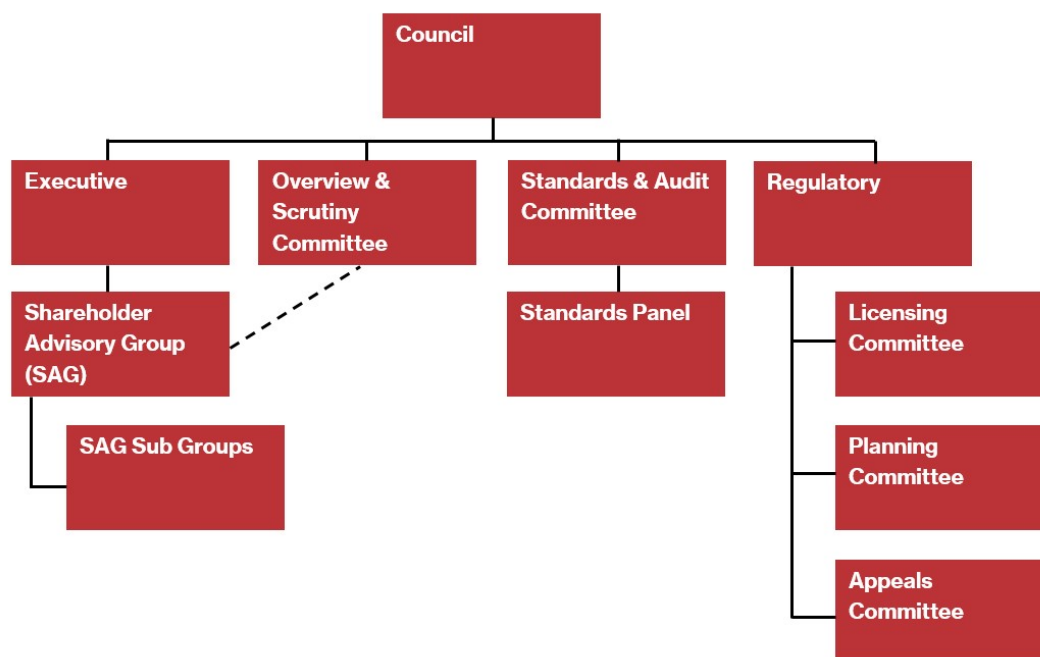 Council
Executive
Overview &
Scrutiny
Committee
Standards & Audit
Committee
Regulatory
Shareholder
Advisory Group
(SAG)
Standards Panel
Licensing
Committee
SAG Sub Groups
Planning
Committee
Appeals
Committee